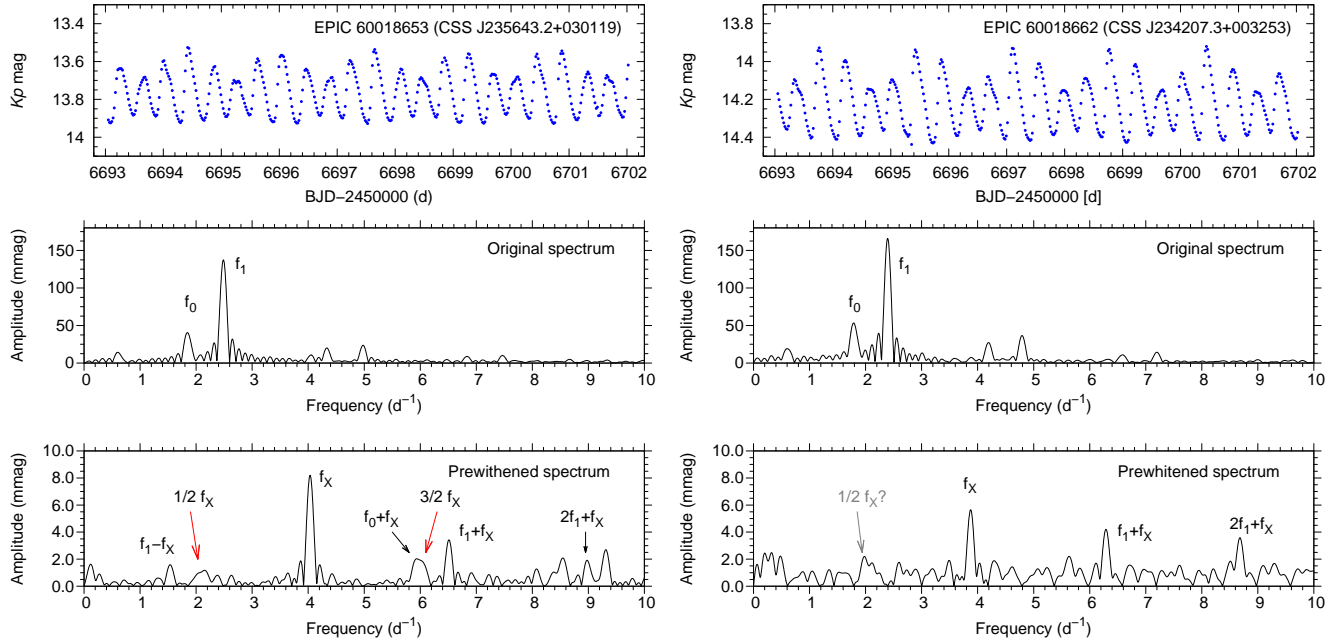 EPIC 60018653 (CSS J235643.2+030119)
Kp mag
13.4
13.6
13.8
14
6693 6694 6695 6696 6697 6698 6699 6700 6701 6702
BJD−2450000 (d)
Original spectrum
Amplitude (mmag)
150
100
50
0
f0
f1
0 1 2 3 4 5 6 7 8 9 10
Frequency (d−1)
Prewithened spectrum
Amplitude (mmag)
10.0
8.0
6.0
4.0
2.0
0.0
f1−fX
1/2 fX
fX
f0+fX
3/2 fX
f1+fX
2f1+fX
0 1 2 3 4 5 6 7 8 9 10
Frequency (d−1)
EPIC 60018662 (CSS J234207.3+003253)
Kp mag
13.8
14
14.2
14.4
6693 6694 6695 6696 6697 6698 6699 6700 6701 6702
BJD−2450000 [d]
Original spectrum
Amplitude (mmag)
150
100
50
0
f0
f1
0 1 2 3 4 5 6 7 8 9 10
Frequency (d−1)
Prewhitened spectrum
Amplitude (mmag)
10.0
8.0
6.0
4.0
2.0
0.0
1/2 fX?
fX
f1+fX
2f1+fX
0 1 2 3 4 5 6 7 8 9 10
Frequency (d−1)